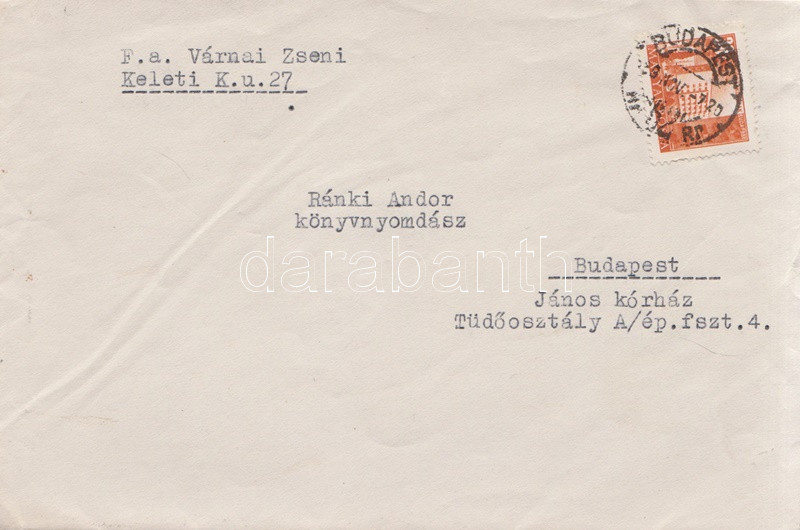 F.a. Várnai Zseni
Keleti K.u.27
BUDAPEST
Ránki Andor
könyvnyomdász
darabanth
Budapest
János kórház
Tüdőosztály A/ép.fszt.4.